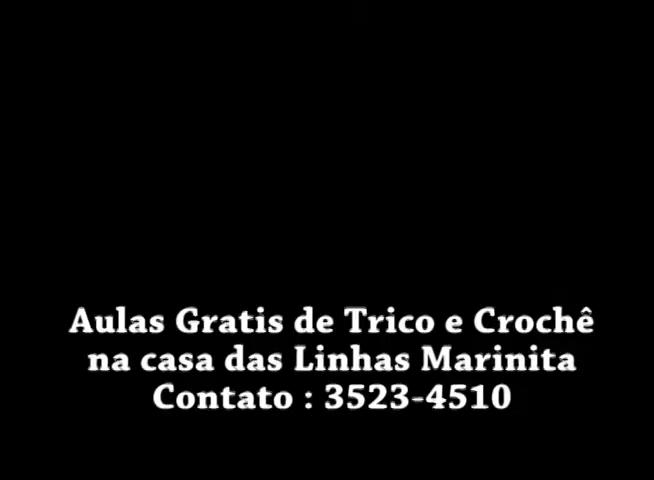 Aulas Gratis de Trico e Crochê
na casa das Linhas Marinita
Contato : 3523-4510